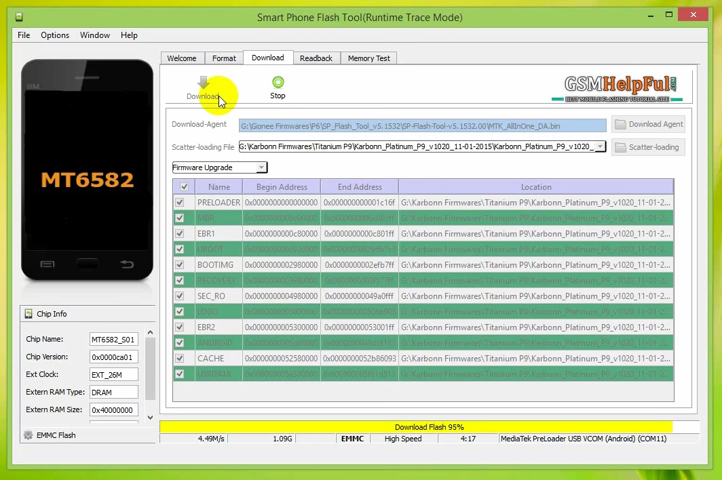 Smart Phone Flash Tool(Runtime Trace Mode)
File Options Window Help
Welcome Format Download Readback Memory Test
BM
Download Stop
GSMHelpFul.com
MT6582
Download-Agent G:\Gionee Firmwares\P6\SP_Flash_Tool_v5.1532\SP-Flash-Tool-v5.1532.00\MTK_AllInOne_DA.bin Download Agent
Scatter-loading File G:\Karbonn Firmwares\Titanium P9\Karbonn_Platinum_P9_v1020_11-01-2015\Karbonn_Platinum_P9_v1020_ Scatter-loading
Firmware Upgrade
Name Begin Address End Address Location
PRELOADER 0x0000000000000000 0x000000000001c16f G:\Karbonn Firmwares\Titanium P9\Karbonn_Platinum_P9_v1020_11-01-2...
MBR
EBR1 0x0000000000c80000 0x0000000000c801ff G:\Karbonn Firmwares\Titanium P9\Karbonn_Platinum_P9_v1020_11-01-2...
UBOOT
BOOTIMG 0x0000000002980000 0x0000000002efb7ff G:\Karbonn Firmwares\Titanium P9\Karbonn_Platinum_P9_v1020_11-01-2...
RECOVERY
SEC_RO 0x0000000004980000 0x00000000049a0fff G:\Karbonn Firmwares\Titanium P9\Karbonn_Platinum_P9_v1020_11-01-2...
LOGO
EBR2 0x0000000005300000 0x00000000053001ff G:\Karbonn Firmwares\Titanium P9\Karbonn_Platinum_P9_v1020_11-01-2...
ANDROID
CACHE 0x0000000052580000 0x0000000052b86093 G:\Karbonn Firmwares\Titanium P9\Karbonn_Platinum_P9_v1020_11-01-2...
USRDATA
Chip Info
Chip Name: MT6582_S01
Chip Version: 0x0000ca01
Ext Clock: EXT_26M
Extern RAM Type: DRAM
Extern RAM Size: 0x40000000
EMMC Flash
Download Flash 95%
4.49M/s 1.09G EMMC High Speed 4:17 MediaTek PreLoader USB VCOM (Android) (COM11)